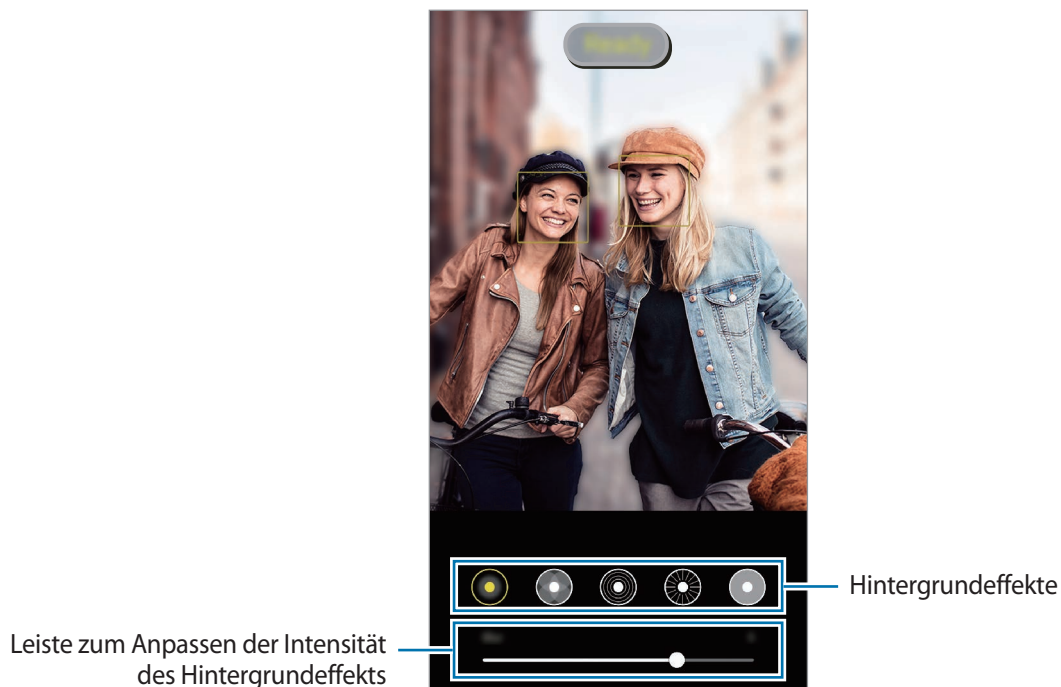 Hintergrundeffekte
Leiste zum Anpassen der Intensität
des Hintergrundeffekts